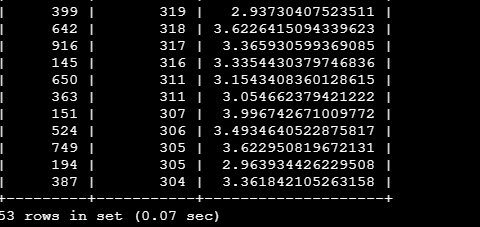 |     399 |       319 |   2.93730407523511 |
|     642 |       318 | 3.6226415094339623 |
|     916 |       317 |  3.365930599369085 |
|     145 |       316 | 3.3354430379746836 |
|     650 |       311 | 3.1543408360128615 |
|     363 |       311 |  3.054662379421222 |
|     151 |       307 |  3.996742671009772 |
|     524 |       306 | 3.4934640522875817 |
|     749 |       305 |  3.622950819672131 |
|     194 |       305 |  2.963934426229508 |
|     387 |       304 |  3.361842105263158 |
+---------+-----------+--------------------+
53 rows in set (0.07 sec)